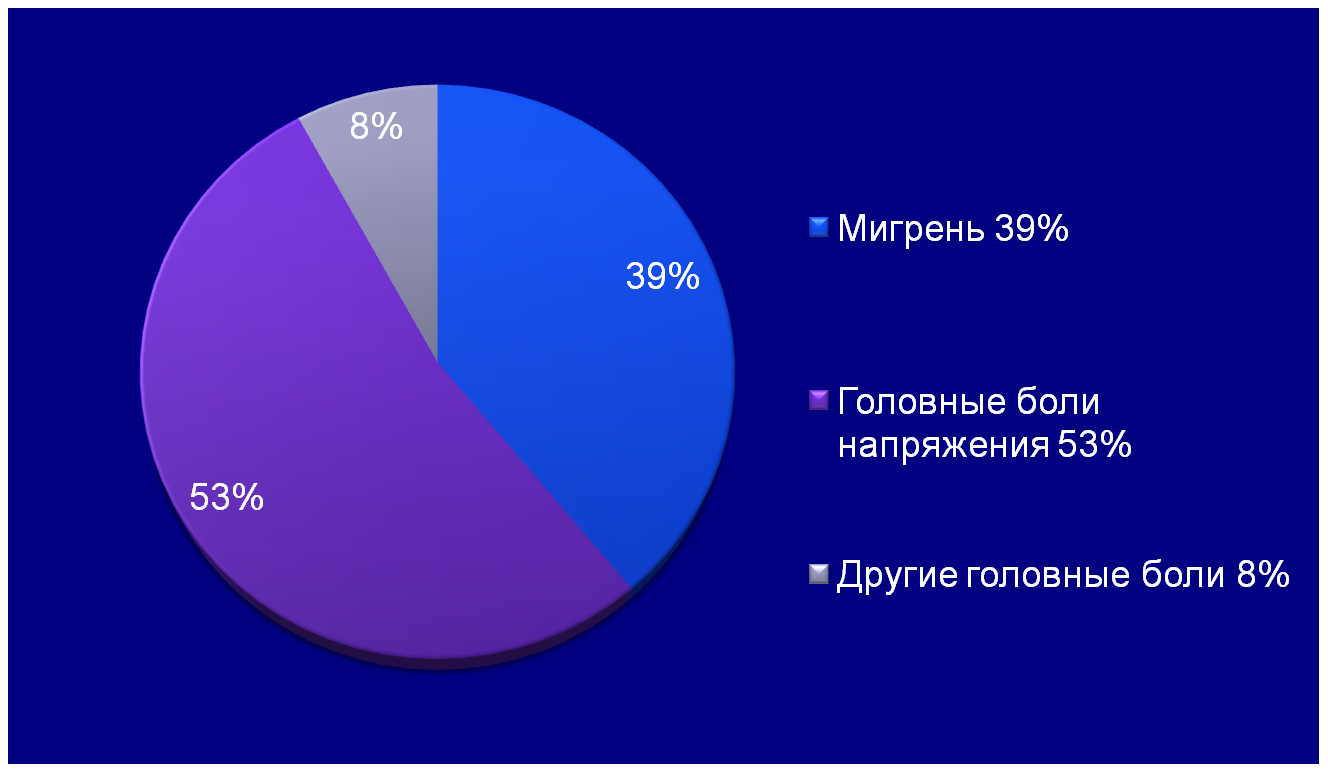 8%
39%
53%
Мигрень 39%
Головные боли
напряжения 53%
Другие головные боли 8%